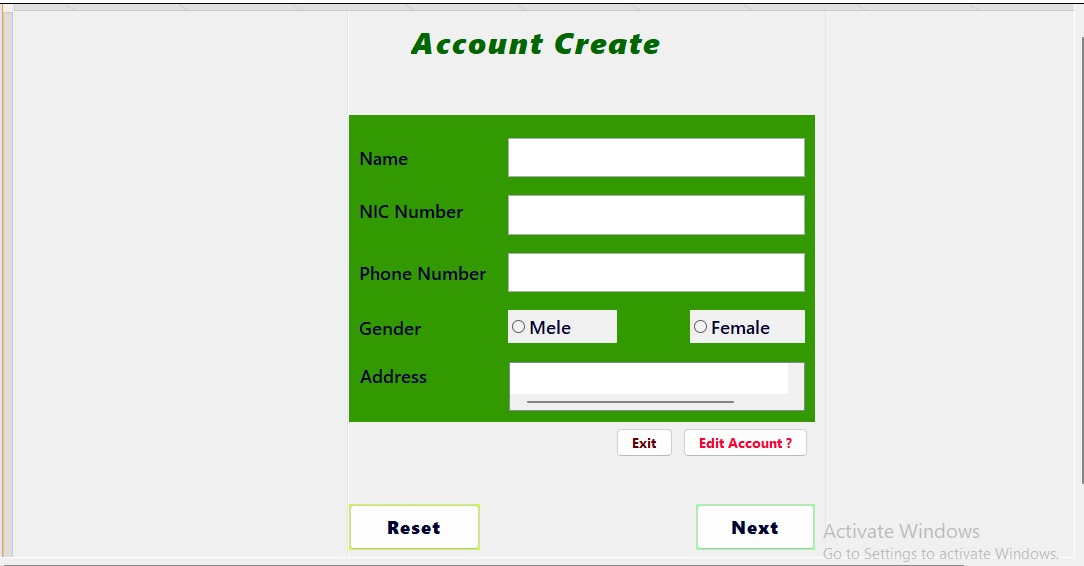 Account Create
Name
NIC Number
Phone Number
Gender
Mele
Female
Address
Exit
Edit Account ?
Reset
Next
Activate Windows
Go to Settings to activate Windows.